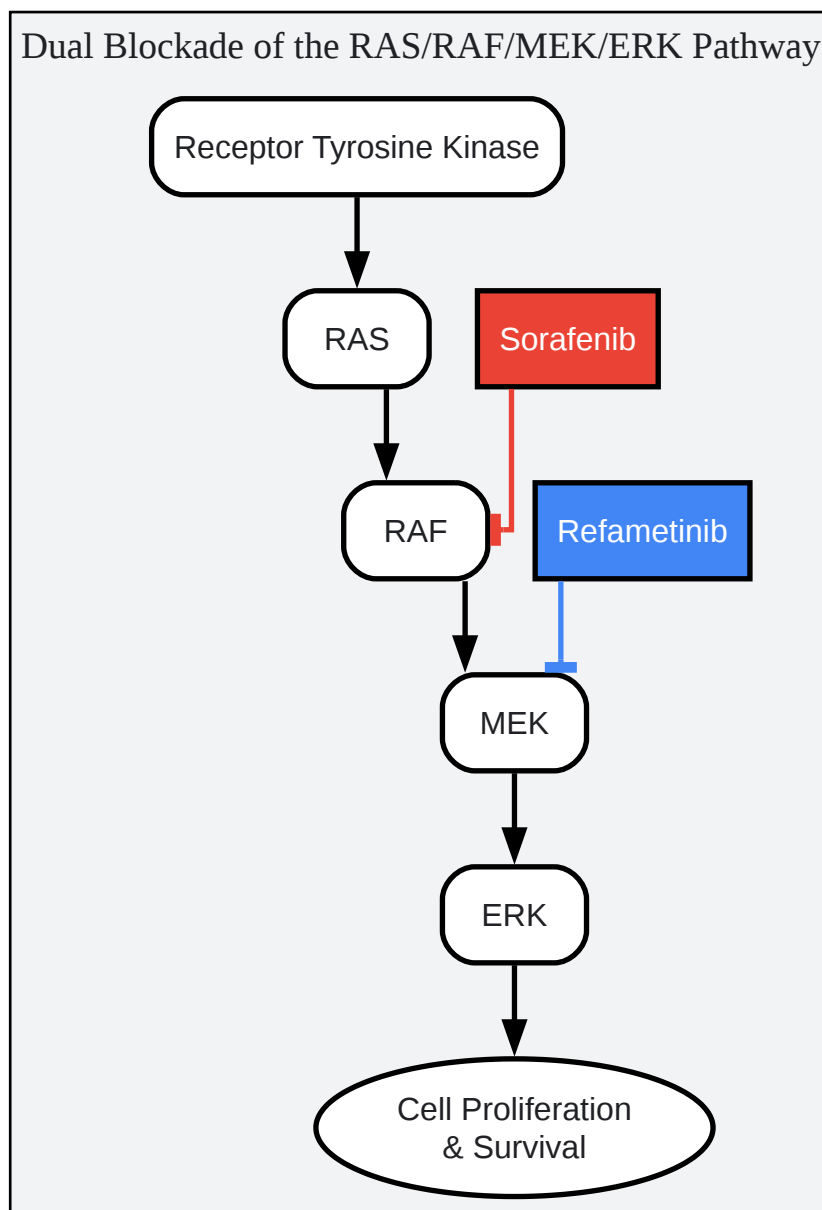 Dual Blockade of the RAS/RAF/MEK/ERK Pathway
Receptor Tyrosine Kinase
RAS
Sorafenib
RAF
Refametinib
MEK
ERK
Cell Proliferation
& Survival